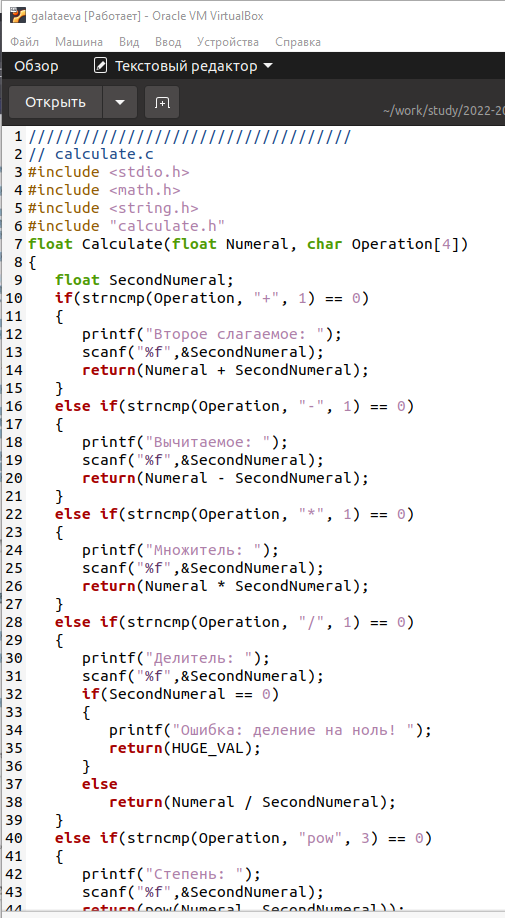 galataeva [Работает] - Oracle VM VirtualBox
Файл Машина Вид Ввод Устройства Справка
Обзор Текстовый редактор
Открыть
~/work/study/2022-20
1 /////////////////////////////////////
2 // calculate.c
3 #include <stdio.h>
4 #include <math.h>
5 #include <string.h>
6 #include "calculate.h"
7 float Calculate(float Numeral, char Operation[4])
8 {
9    float SecondNumeral;
10    if(strncmp(Operation, "+", 1) == 0)
11    {
12       printf("Второе слагаемое: ");
13       scanf("%f",&SecondNumeral);
14       return(Numeral + SecondNumeral);
15    }
16    else if(strncmp(Operation, "-", 1) == 0)
17    {
18       printf("Вычитаемое: ");
19       scanf("%f",&SecondNumeral);
20       return(Numeral - SecondNumeral);
21    }
22    else if(strncmp(Operation, "*", 1) == 0)
23    {
24       printf("Множитель: ");
25       scanf("%f",&SecondNumeral);
26       return(Numeral * SecondNumeral);
27    }
28    else if(strncmp(Operation, "/", 1) == 0)
29    {
30       printf("Делитель: ");
31       scanf("%f",&SecondNumeral);
32       if(SecondNumeral == 0)
33       {
34          printf("Ошибка: деление на ноль! ");
35          return(HUGE_VAL);
36       }
37       else
38          return(Numeral / SecondNumeral);
39    }
40    else if(strncmp(Operation, "pow", 3) == 0)
41    {
42       printf("Степень: ");
43       scanf("%f",&SecondNumeral);
44       return(pow(Numeral, SecondNumeral));